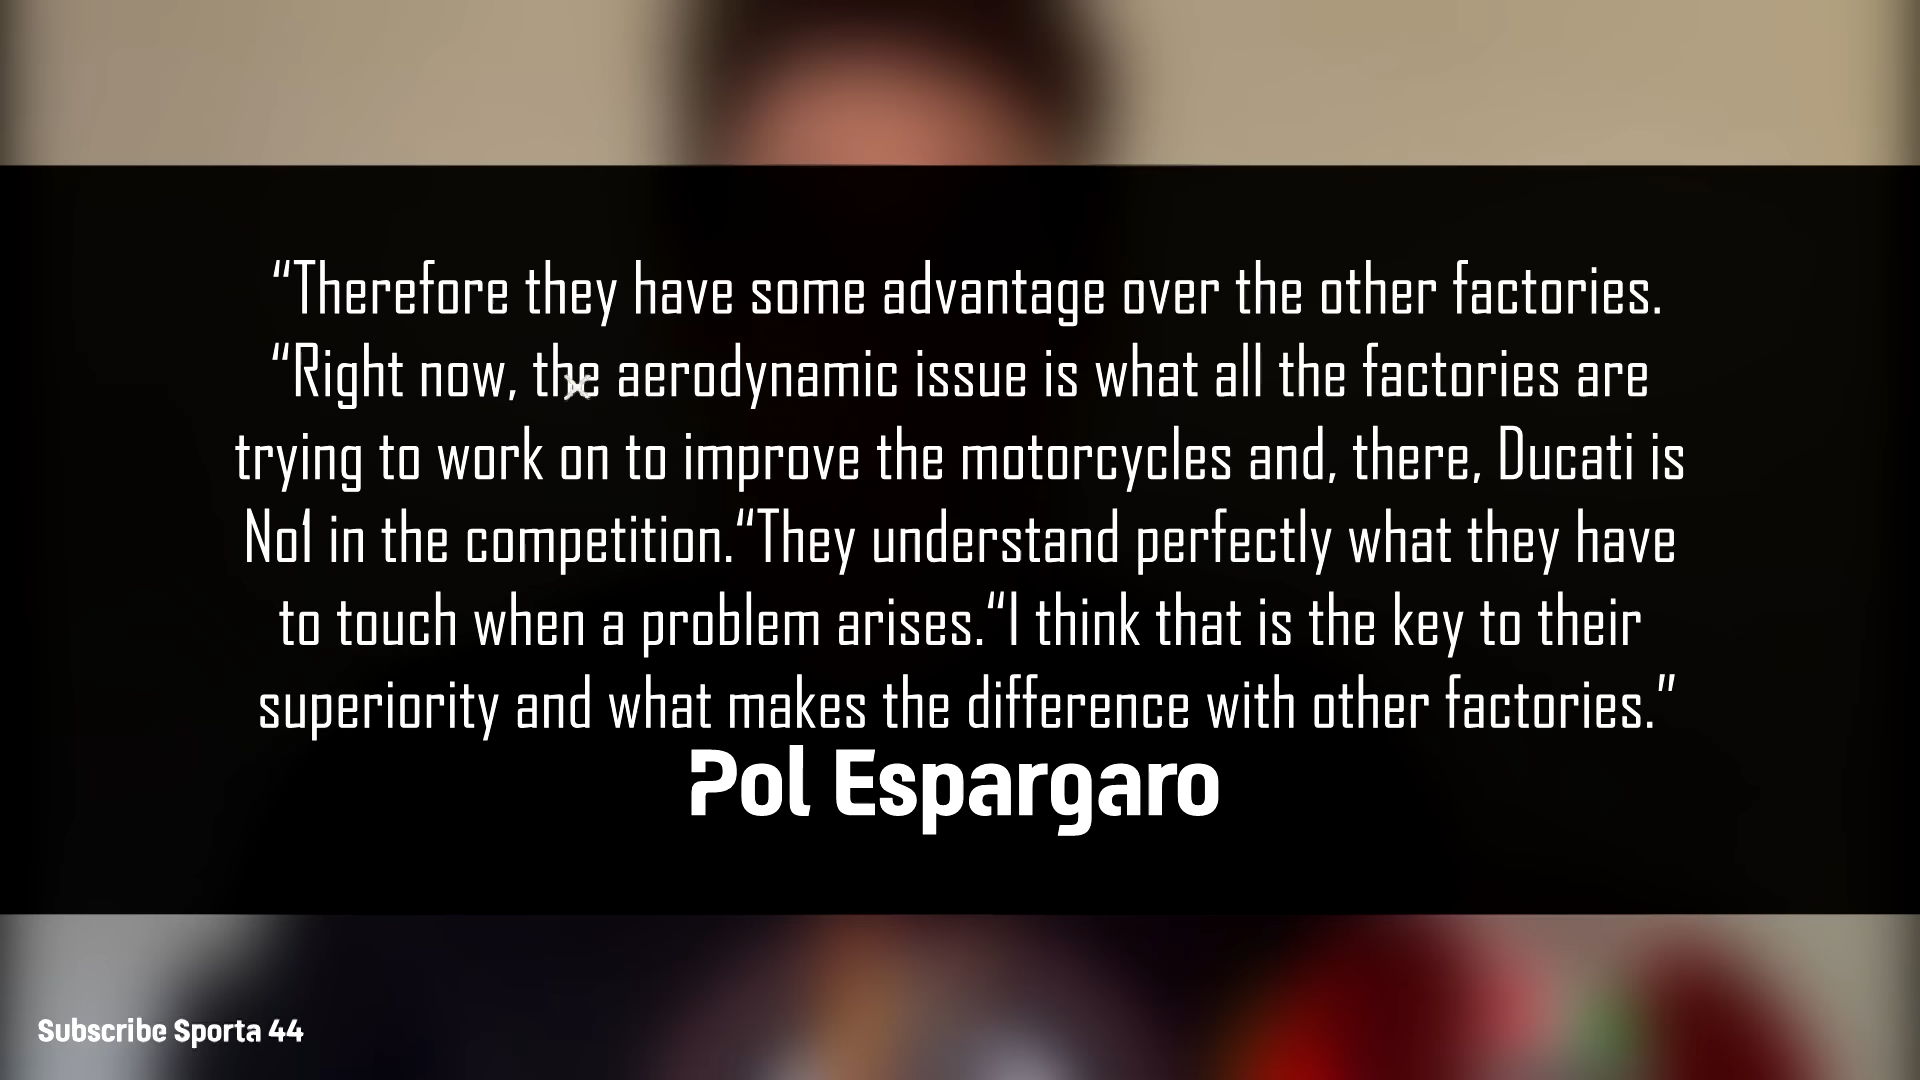 “Therefore they have some advantage over the other factories.
“Right now, the aerodynamic issue is what all the factories are
trying to work on to improve the motorcycles and, there, Ducati is
No1 in the competition.“They understand perfectly what they have
to touch when a problem arises.“I think that is the key to their
superiority and what makes the difference with other factories.”
Pol Espargaro
Subscribe Sporta 44